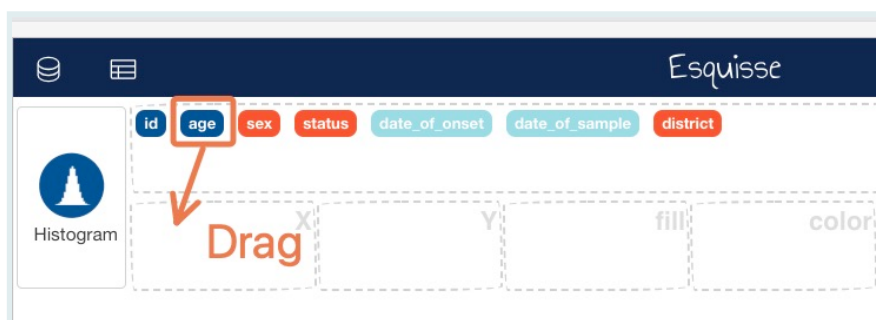 Esquisse
id age sex status date_of_onset date_of_sample district
X Y fill color
Histogram
Drag